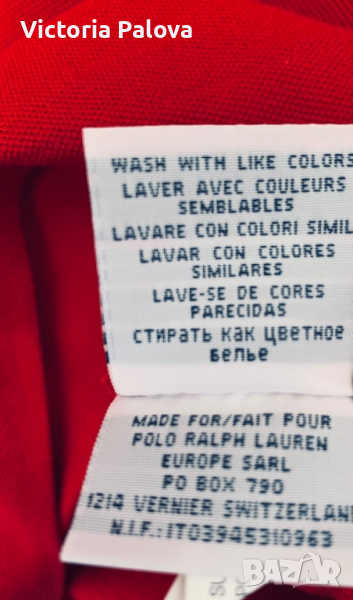 Victoria Palova
WASH WITH LIKE COLORS
LAVER AVEC COULEURS
SEMBLABLES
LAVARE CON COLORI SIMIL
LAVAR CON COLORES
SIMILARES
LAVE-SE DE CORES
PARECIDAS
СТИРАТЬ КАК ЦВЕТНОЕ
БЕЛЬЕ
MADE FOR/FAIT POUR
POLO RALPH LAUREN
EUROPE SARL
PO BOX 790
1214 VERNIER SWITZERLAND
N.I.F.:IT03945310963
bazar